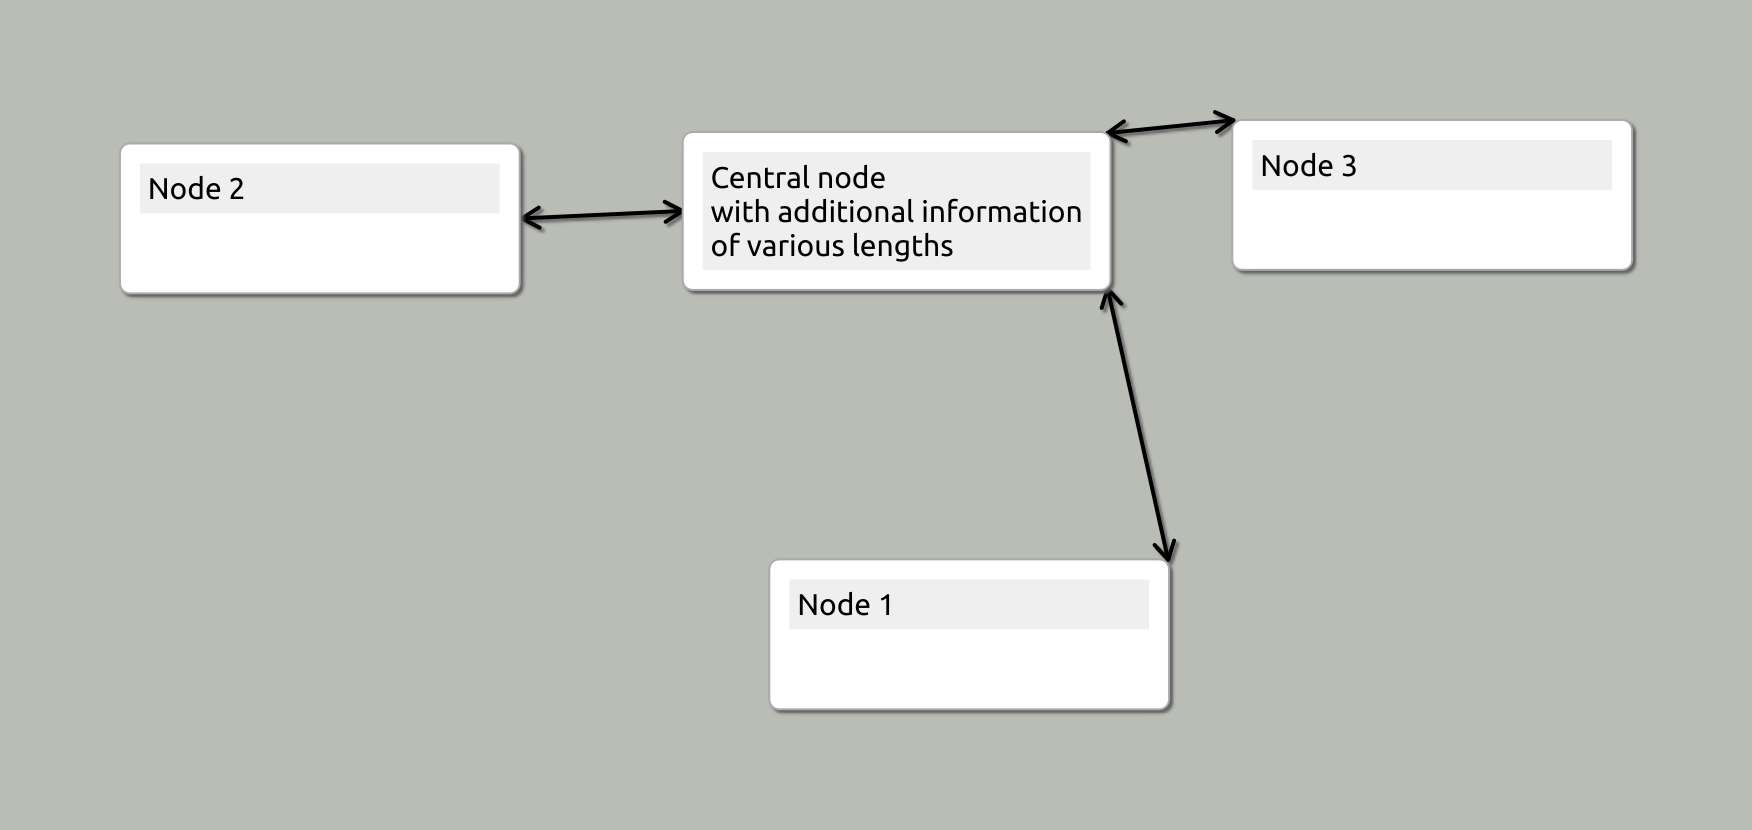 Node 2
Central node
with additional information
of various lengths
Node 3
Node 1